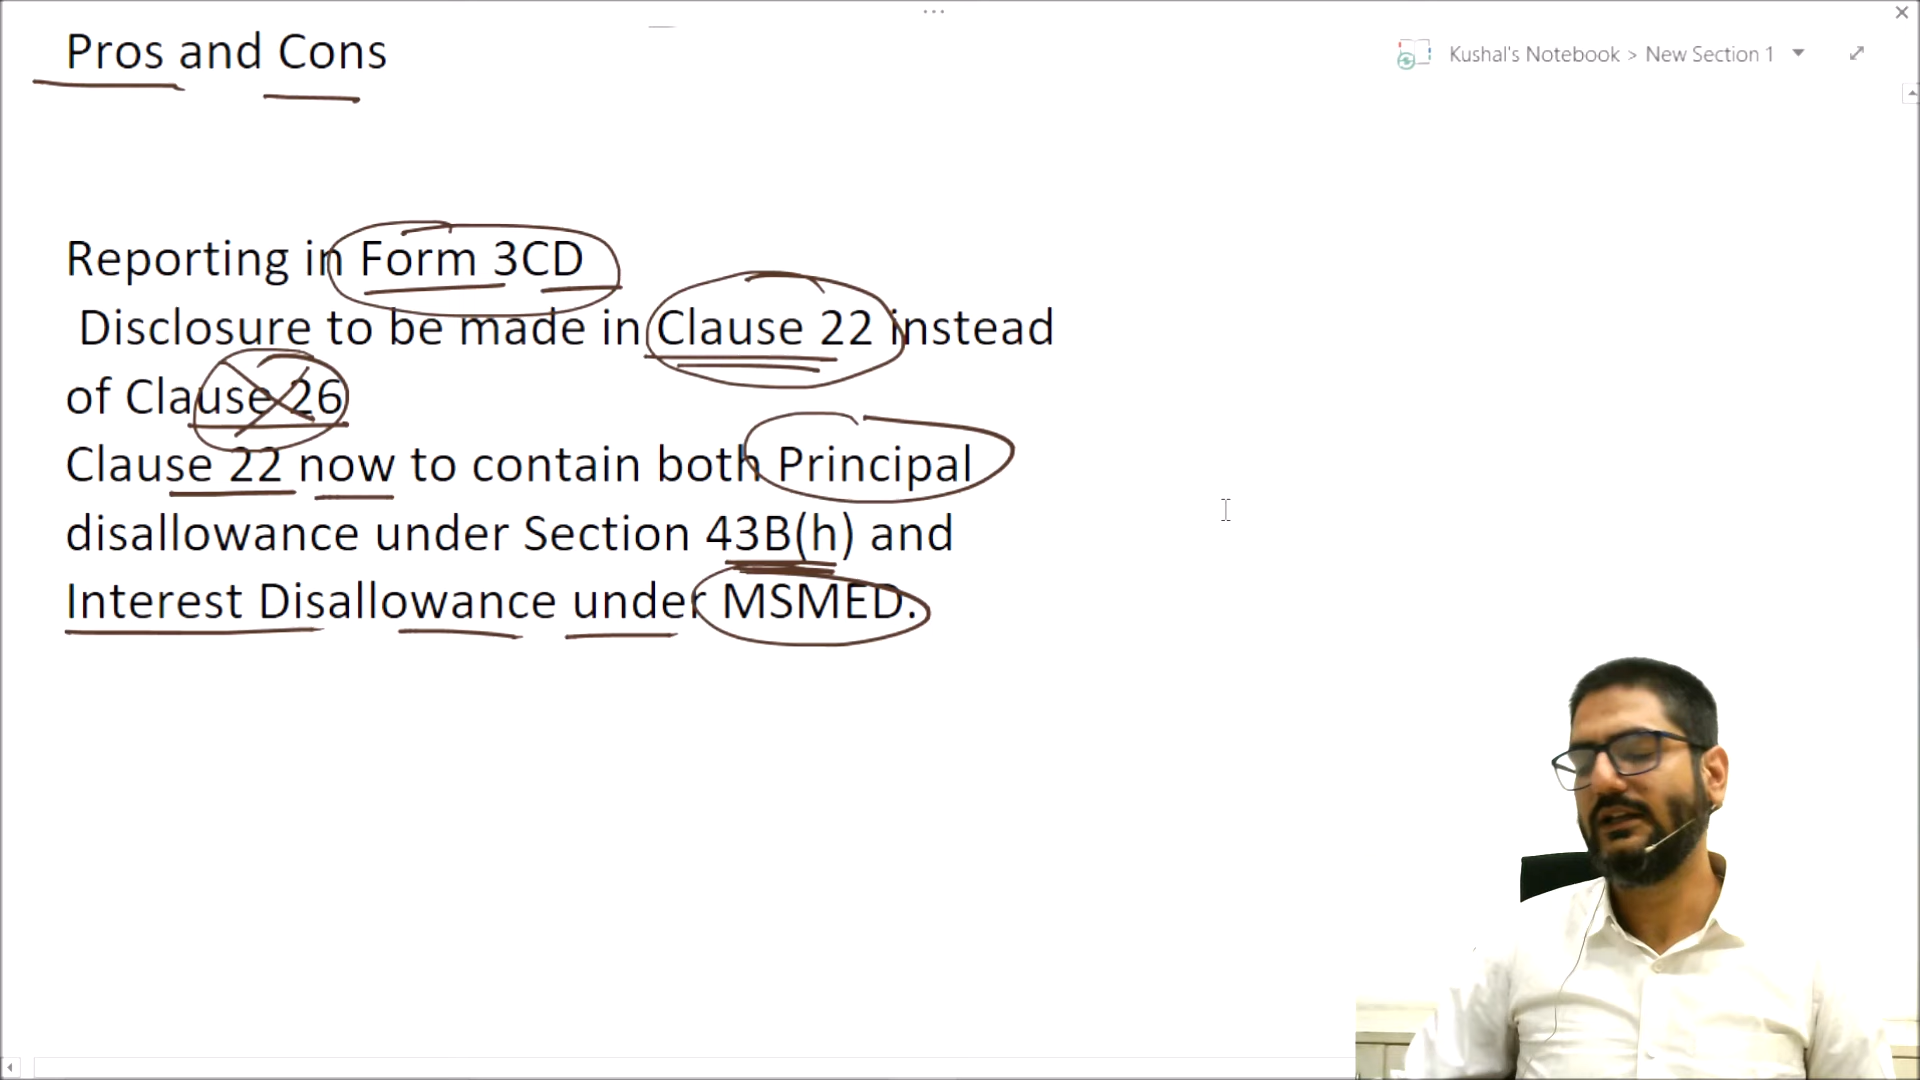 Pros and Cons
Kushal's Notebook > New Section 1
Reporting in Form 3CD
Disclosure to be made in Clause 22 instead
of Clause 26
Clause 22 now to contain both Principal
disallowance under Section 43B(h) and
Interest Disallowance under MSMED.